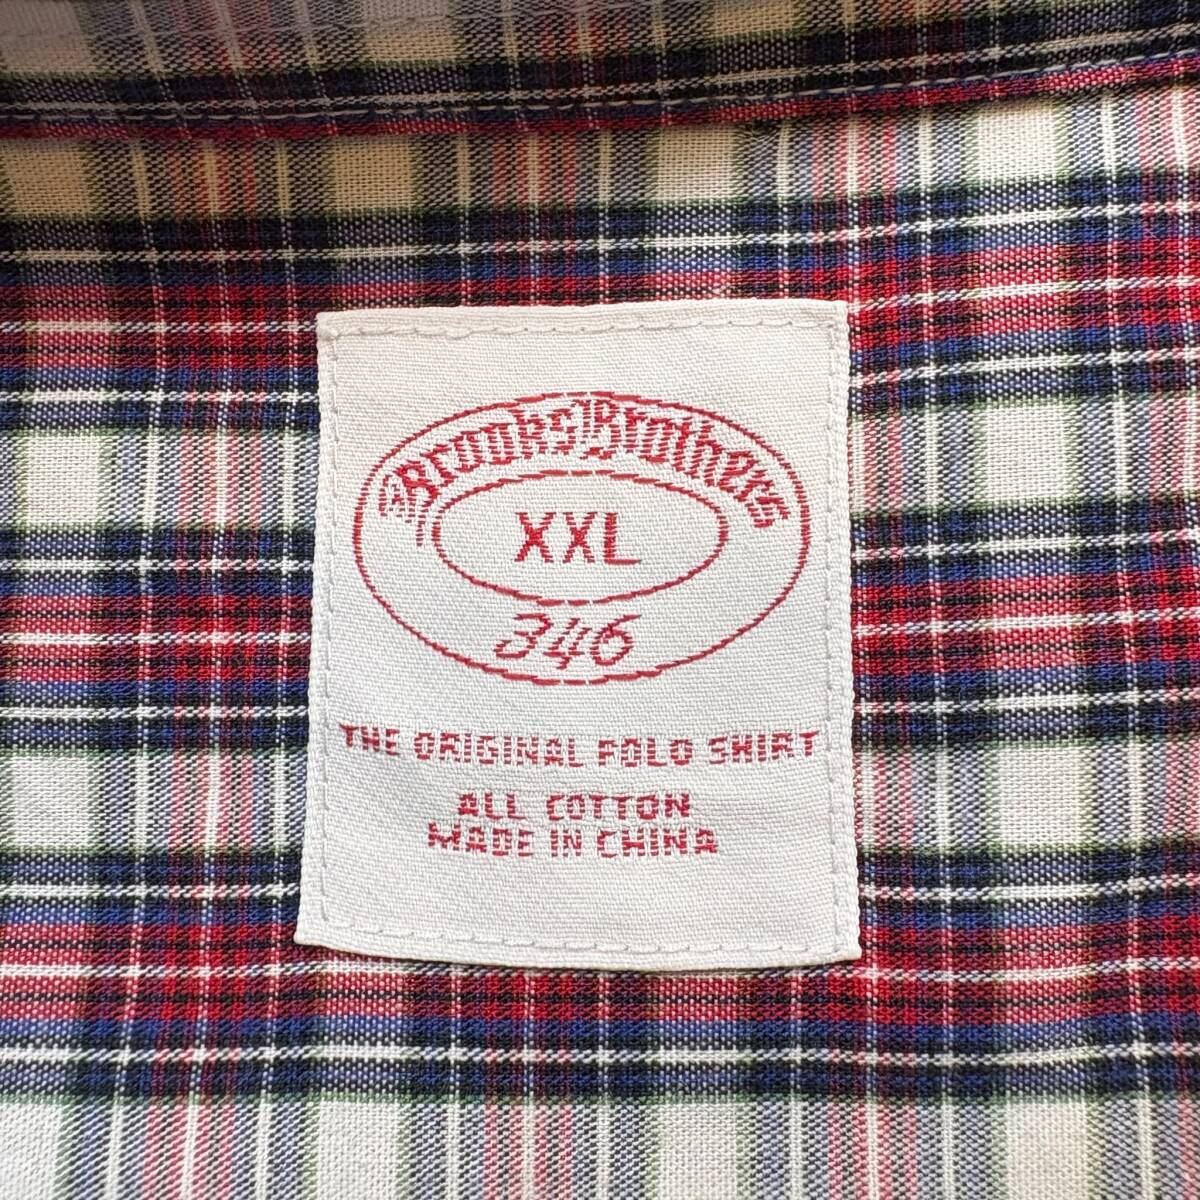 Brooks Brothers
XXL
346
THE ORIGINAL POLO SHIRT
ALL COTTON
MADE IN CHINA